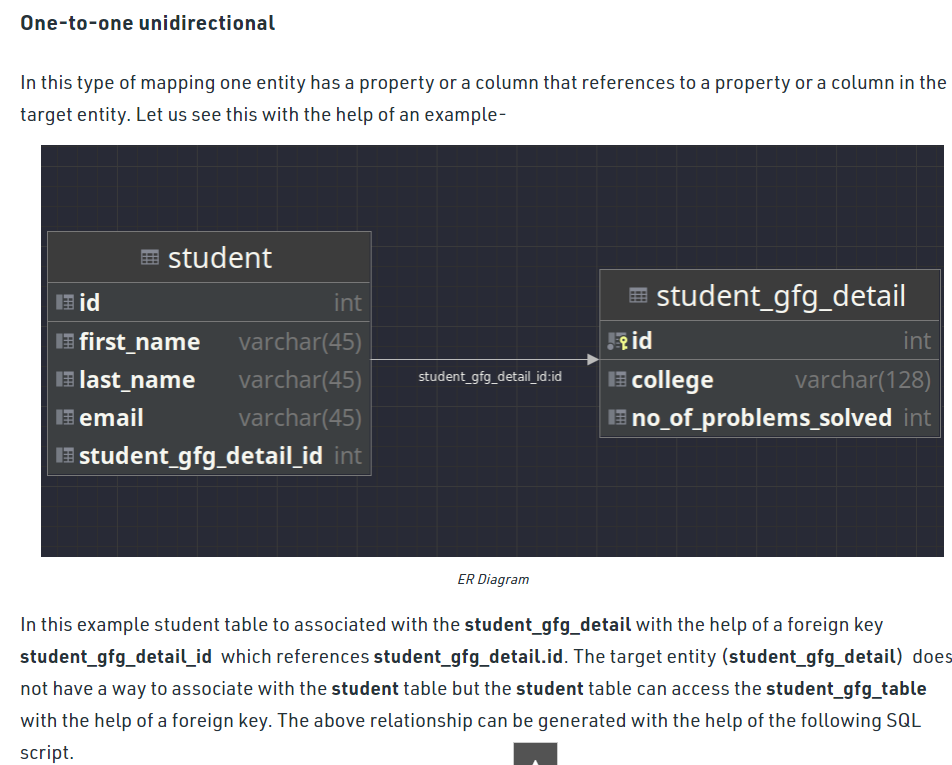 One-to-one unidirectional
In this type of mapping one entity has a property or a column that references to a property or a column in the
target entity. Let us see this with the help of an example-
student
id int
first_name varchar(45)
last_name varchar(45)
email varchar(45)
student_gfg_detail_id int
student_gfg_detail_id:id
student_gfg_detail
id int
college varchar(128)
no_of_problems_solved int
ER Diagram
In this example student table to associated with the student_gfg_detail with the help of a foreign key
student_gfg_detail_id which references student_gfg_detail.id. The target entity (student_gfg_detail) does
not have a way to associate with the student table but the student table can access the student_gfg_table
with the help of a foreign key. The above relationship can be generated with the help of the following SQL
script.